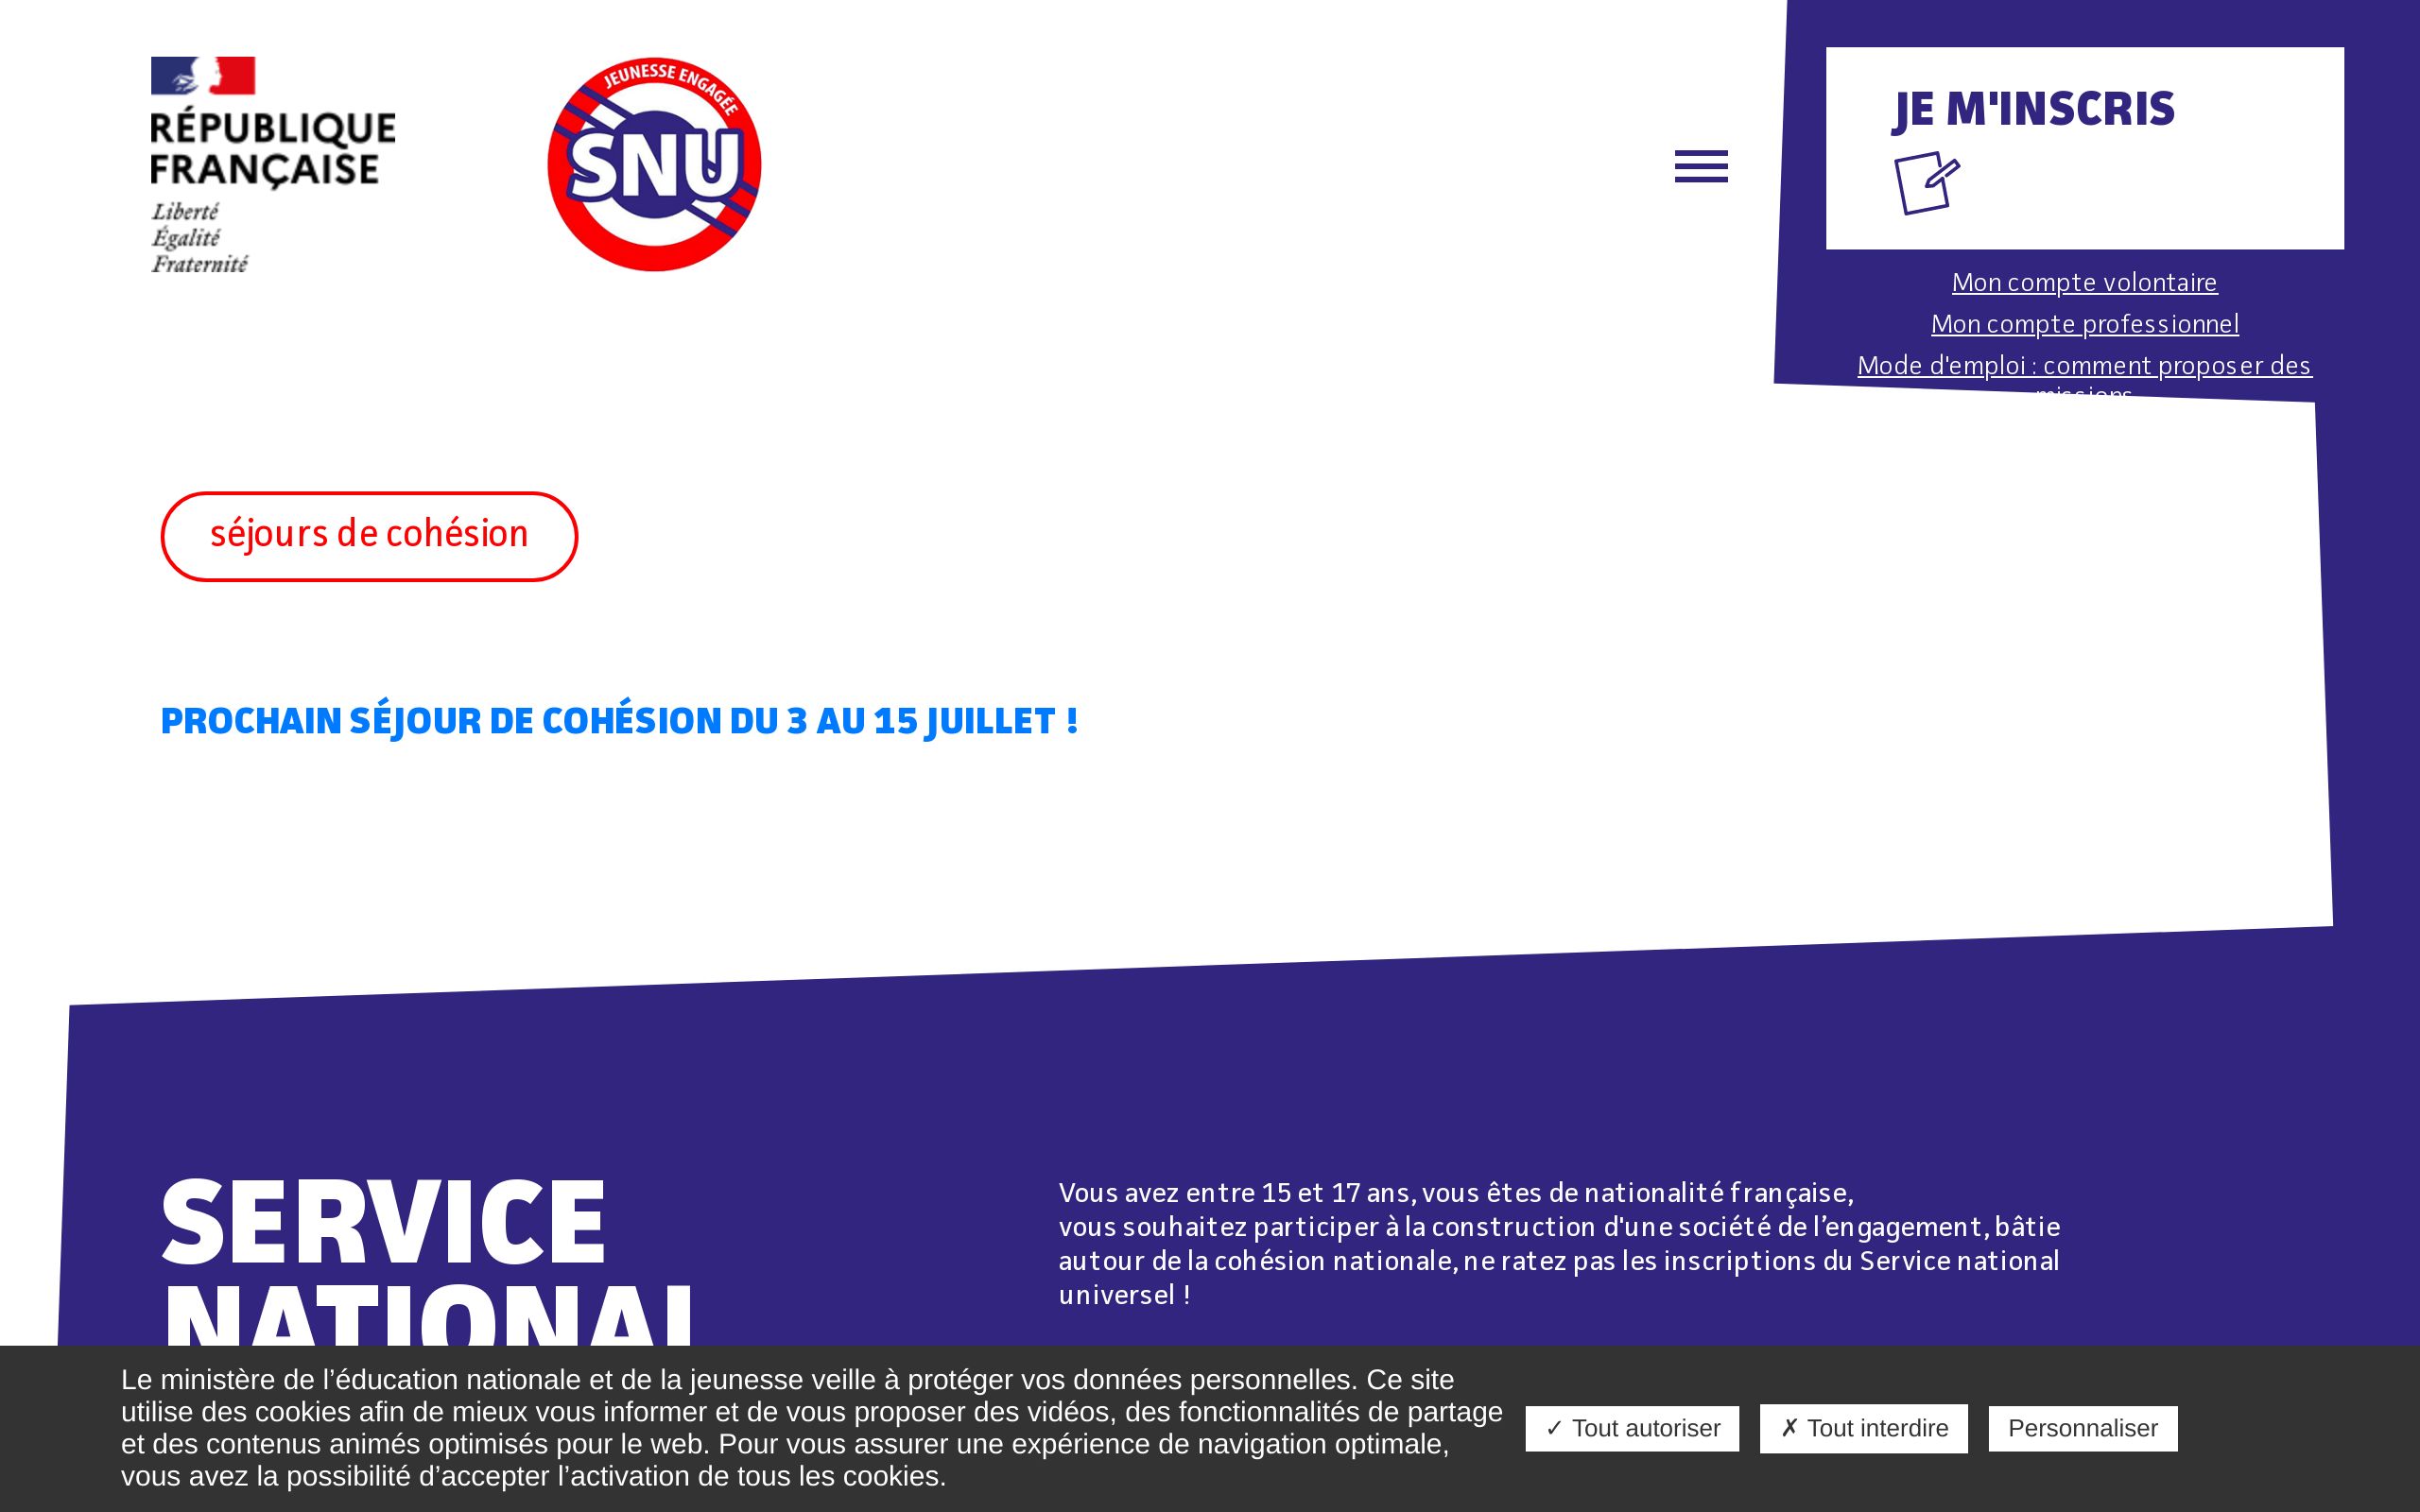 RÉPUBLIQUE
FRANÇAISE
Liberté
Égalité
Fraternité
JEUNESSE ENGAGÉE
SNU
JE M'INSCRIS
Mon compte volontaire
Mon compte professionnel
Mode d'emploi : comment proposer des
missions
séjours de cohésion
PROCHAIN SÉJOUR DE COHÉSION DU 3 AU 15 JUILLET !
SERVICE
NATIONAL
Vous avez entre 15 et 17 ans, vous êtes de nationalité française,
vous souhaitez participer à la construction d'une société de l’engagement, bâtie
autour de la cohésion nationale, ne ratez pas les inscriptions du Service national
universel !
Le ministère de l’éducation nationale et de la jeunesse veille à protéger vos données personnelles. Ce site
utilise des cookies afin de mieux vous informer et de vous proposer des vidéos, des fonctionnalités de partage
et des contenus animés optimisés pour le web. Pour vous assurer une expérience de navigation optimale,
vous avez la possibilité d’accepter l’activation de tous les cookies.
✓ Tout autoriser
✗ Tout interdire
Personnaliser